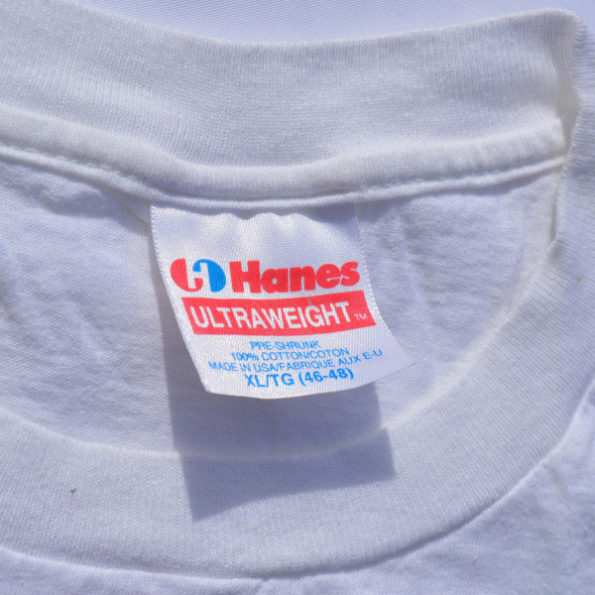 Hanes
ULTRAWEIGHT™
PRE-SHRUNK
100% COTTON/COTON
MADE IN USA/FABRIQUE AUX E-U
XL/TG (46-48)